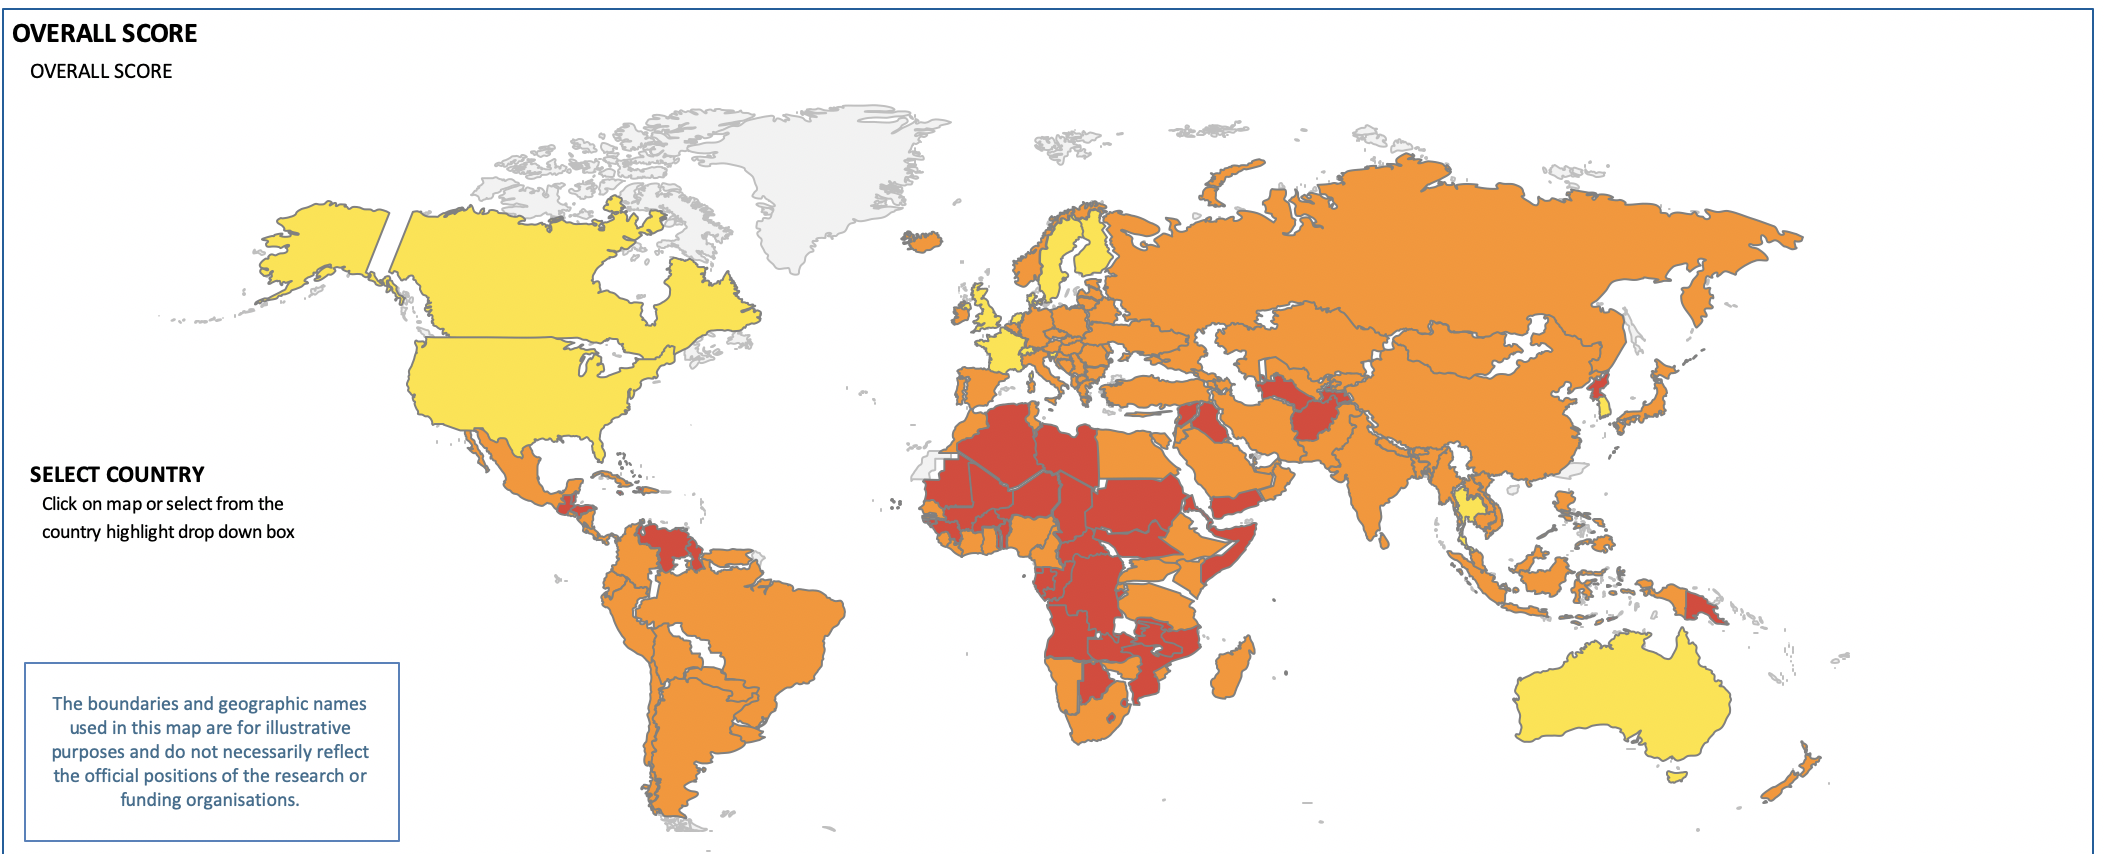 OVERALL SCORE
OVERALL SCORE
SELECT COUNTRY
Click on map or select from the
country highlight drop down box
The boundaries and geographic names
used in this map are for illustrative
purposes and do not necessarily reflect
the official positions of the research or
funding organisations.